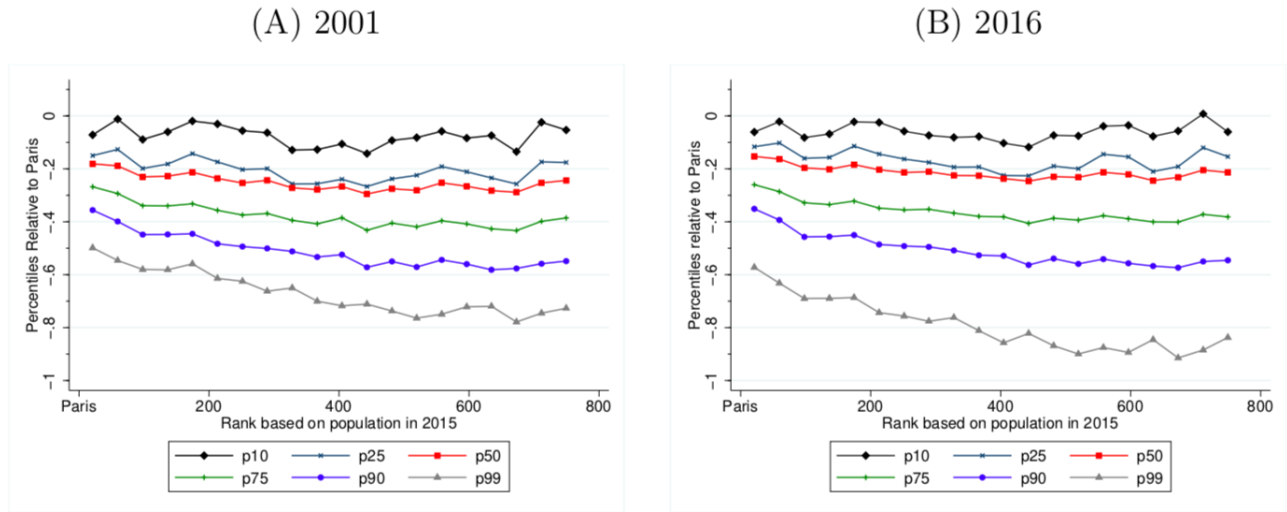 (A) 2001
(B) 2016
Percentiles Relative to Paris
0
-.2
-.4
-.6
-.8
-1
Paris
200
400
600
800
Rank based on population in 2015
p10
p25
p50
p75
p90
p99
Percentiles relative to Paris
0
-.2
-.4
-.6
-.8
-1
Paris
200
400
600
800
Rank based on population in 2015
p10
p25
p50
p75
p90
p99